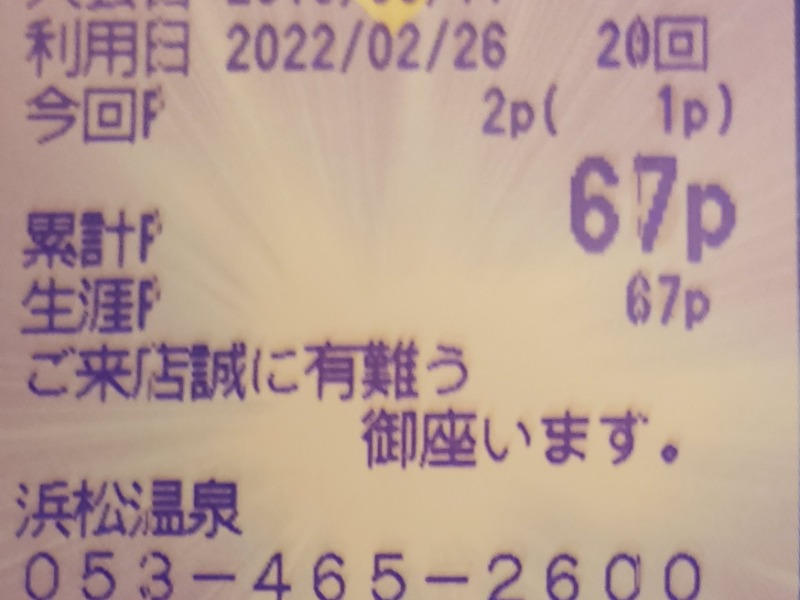 利用日 2022/02/26 20回
今回P 2p( 1p)
累計P 67p
生涯P 67p
ご来店誠に有難う
御座います。
浜松温泉
053-465-2600